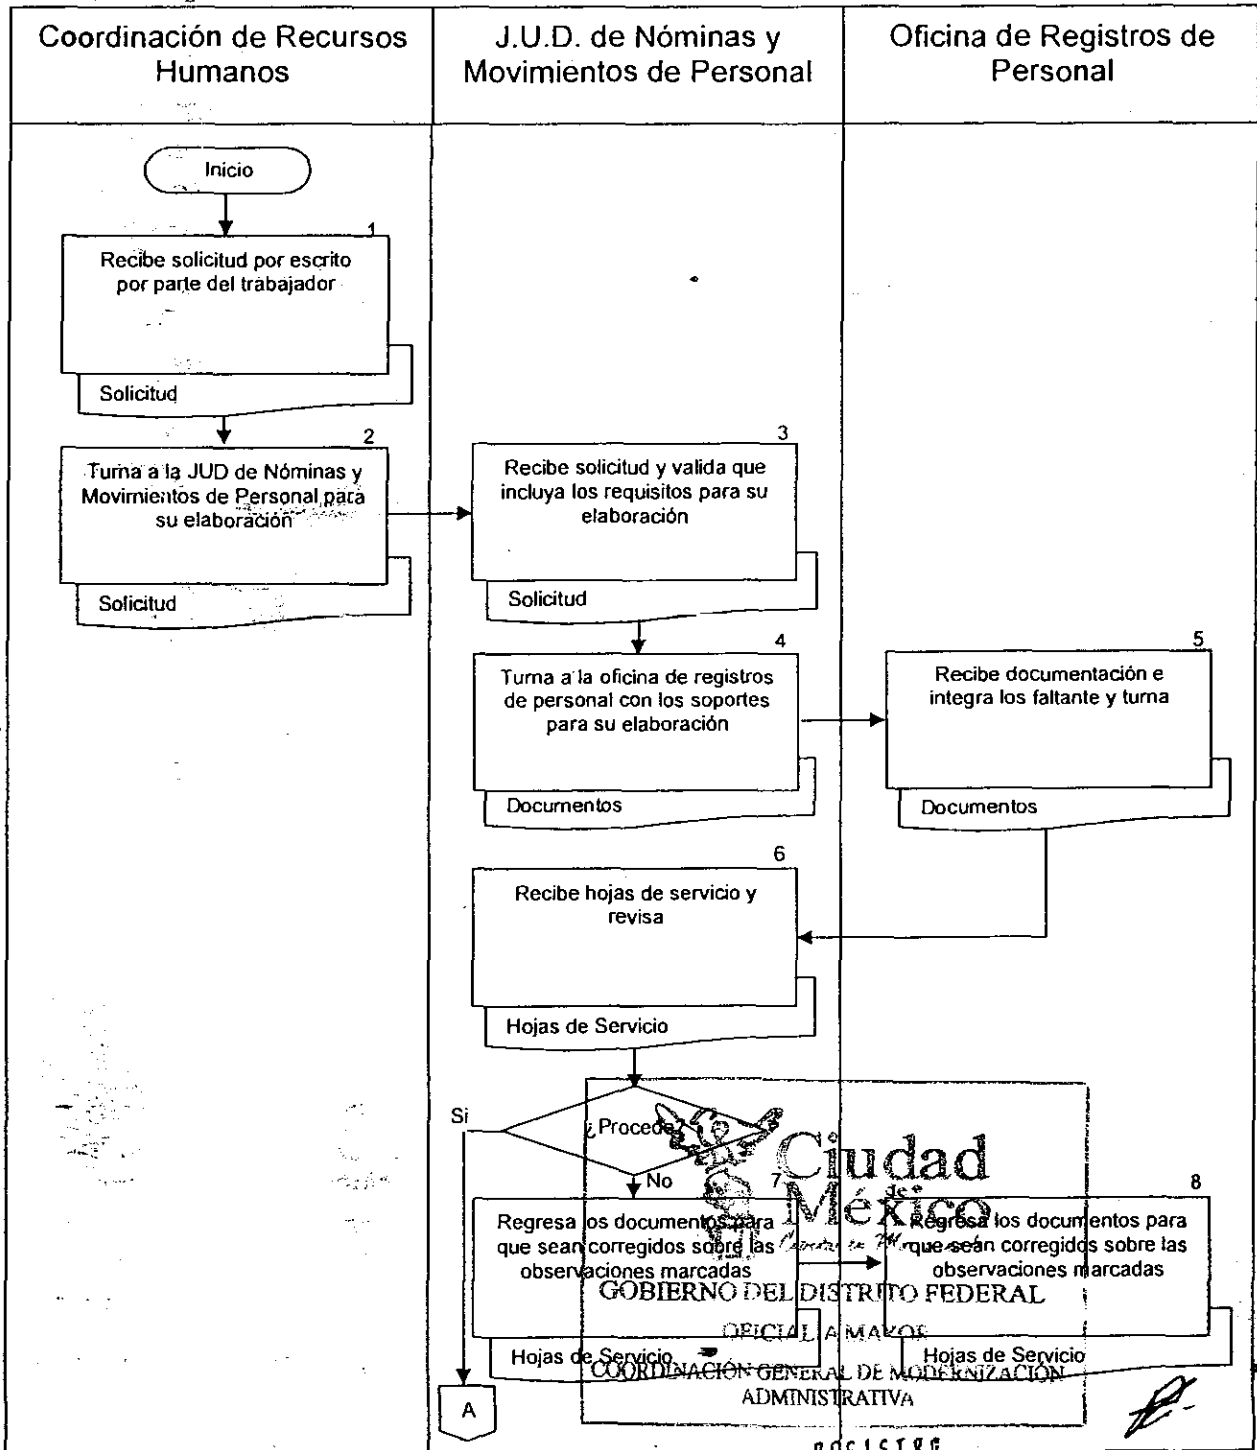 Coordinación de Recursos
Humanos
J.U.D. de Nóminas y
Movimientos de Personal
Oficina de Registros de
Personal
Inicio
1
Recibe solicitud por escrito
por parte del trabajador
Solicitud
2
Turna a la JUD de Nóminas y
Movimientos de Personal para
su elaboración
Solicitud
3
Recibe solicitud y valida que
incluya los requisitos para su
elaboración
Solicitud
4
Turna a la oficina de registros
de personal con los soportes
para su elaboración
Documentos
5
Recibe documentación e
integra los faltante y turna
Documentos
6
Recibe hojas de servicio y
revisa
Hojas de Servicio
¿Procede?
Si
No
7
Regresa los documentos para
que sean corregidos sobre las
observaciones marcadas
Hojas de Servicio
8
Regresa los documentos para
que sean corregidos sobre las
observaciones marcadas
Hojas de Servicio
A
Ciudad
de
México
GOBIERNO DEL DISTRITO FEDERAL
OFICIALIA MAYOR
COORDINACIÓN GENERAL DE MODERNIZACIÓN
ADMINISTRATIVA
REGISTRO